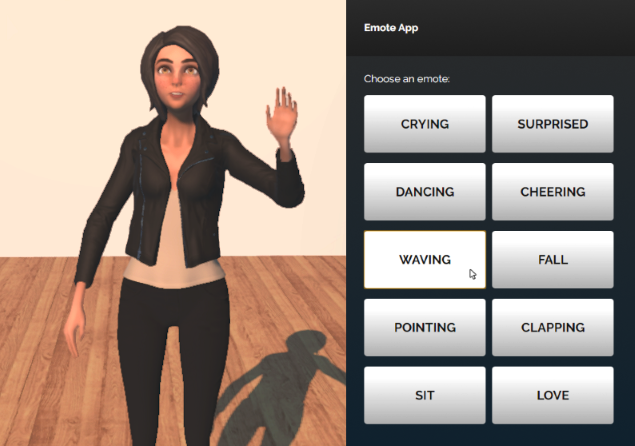 Emote App
Choose an emote:
CRYING SURPRISED
DANCING CHEERING
WAVING FALL
POINTING CLAPPING
SIT LOVE